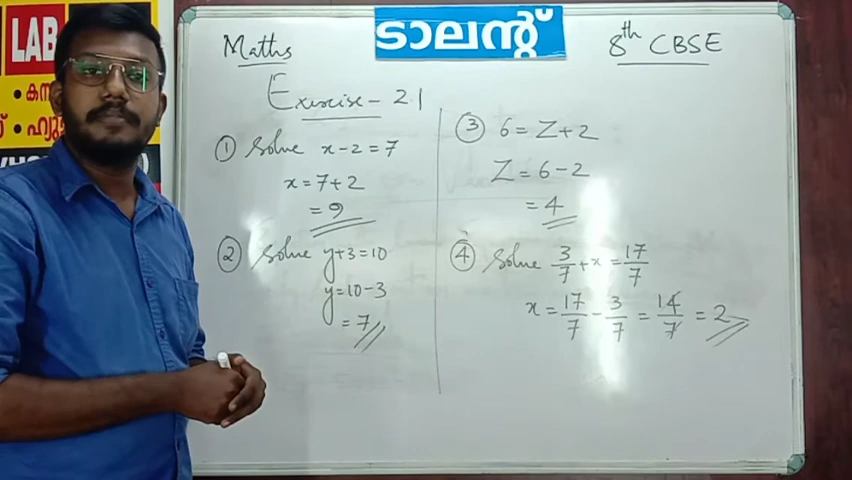 LAB
ടാലന്റ്
Maths
8th CBSE
Exercise - 2.1
① Solve x-2=7
x=7+2
=9
② Solve y+3=10
y=10-3
=7
③ 6=Z+2
Z=6-2
=4
④ Solve 3/7+x=17/7
x=17/7-3/7=14/7=2